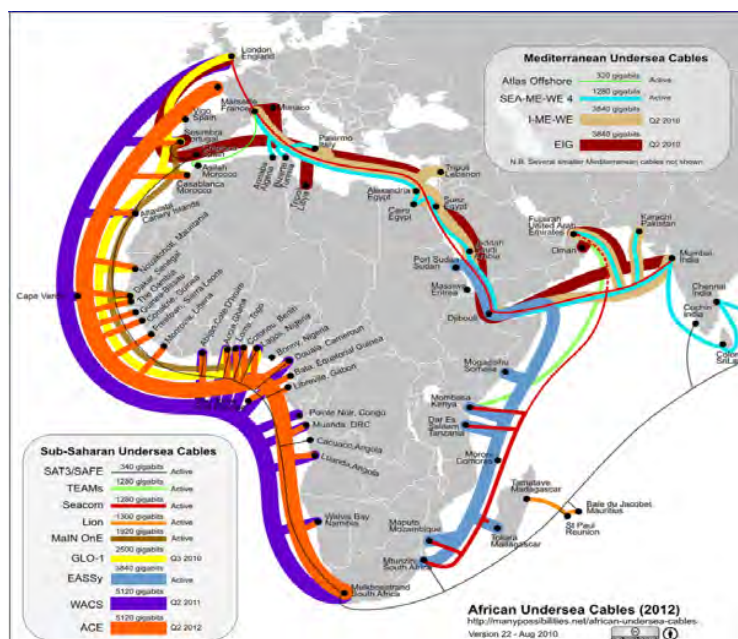 London
England
Vigo
Spain
Sesimbra
Portugal
Asilah
Morocco
Casablanca
Morocco
Marseille
France
Monaco
Palermo
Italy
Annaba
Algeria
Tunisia
Tripoli
Libya
Tripoli
Lebanon
Alexandria
Egypt
Cairo
Egypt
Suez
Egypt
Jeddah
Saudi
Arabia
Port Sudan
Sudan
Massawa
Eritrea
Djibouti
Fujairah
United Arab
Emirates
Oman
Karachi
Pakistan
Mumbai
India
Chennai
India
Cochin
India
Altavista
Canary Islands
Nouakchott, Mauritania
Dakar, Senegal
The Gambia
Guinea-Bissau
Conakry, Guinea
Freetown, Sierra Leone
Monrovia, Liberia
Cape Verde
Abidjan, Cote D'Ivoire
Accra, Ghana
Lome, Togo
Cotonou, Benin
Lagos, Nigeria
Bonny, Nigeria
Douala, Cameroun
Bata, Equatorial Guinea
Libreville, Gabon
Pointe Noir, Congo
Muanda, DRC
Cacuaco, Angola
Luanda, Angola
Walvis Bay
Namibia
Melkbosstrand
South Africa
Mtunzini
South Africa
Maputo
Mozambique
Toliara
Madagascar
Moroni
Comoros
Dar Es
Salaam
Tanzania
Mombasa
Kenya
Mogadishu
Somalia
Tamatave
Madagascar
Baie du Jacobet
Mauritius
St Paul
Reunion
Mediterranean Undersea Cables
Atlas Offshore 320 gigabits Active
SEA-ME-WE 4 1280 gigabits Active
I-ME-WE 3840 gigabits Q2 2010
EIG 3840 gigabits Q2 2010
N.B. Several smaller Mediterranean cables not shown
Sub-Saharan Undersea Cables
SAT3/SAFE 340 gigabits Active
TEAMs 1280 gigabits Active
Seacom 1280 gigabits Active
Lion 1300 gigabits Active
MaIN OnE 1920 gigabits Active
GLO-1 2500 gigabits Q3 2010
EASSy 3840 gigabits Active
WACS 5120 gigabits Q2 2011
ACE 5120 gigabits Q2 2012
African Undersea Cables (2012)
http://manypossibilities.net/african-undersea-cables
Version 22 - Aug 2010